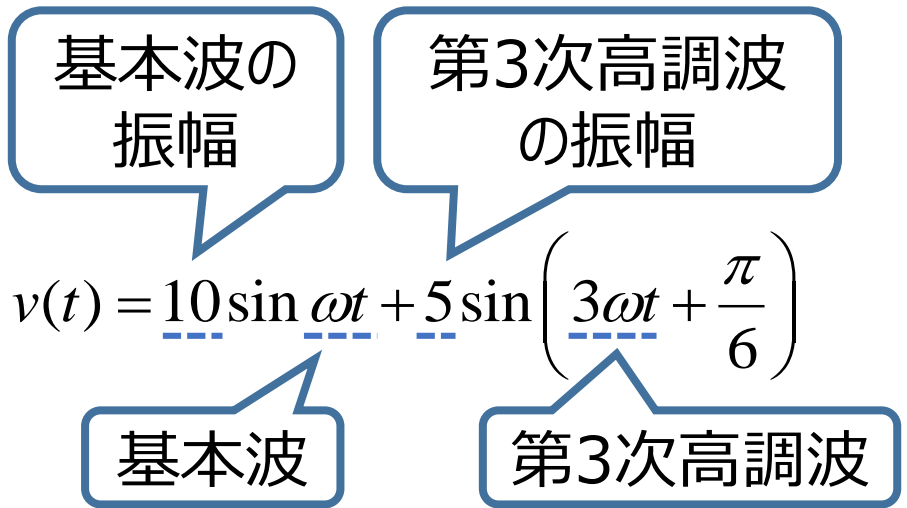 基本波の
振幅
第3次高調波
の振幅
v(t) = 10 sin ωt + 5 sin(3ωt + π/6)
基本波
第3次高調波